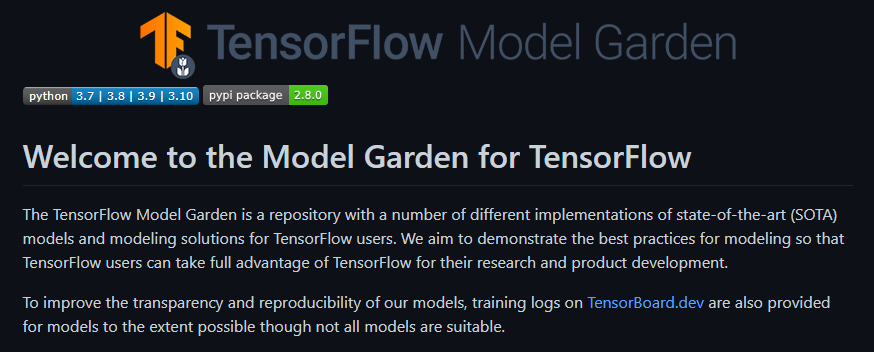 TensorFlow Model Garden
python 3.7 | 3.8 | 3.9 | 3.10 pypi package 2.8.0
Welcome to the Model Garden for TensorFlow
The TensorFlow Model Garden is a repository with a number of different implementations of state-of-the-art (SOTA)
models and modeling solutions for TensorFlow users. We aim to demonstrate the best practices for modeling so that
TensorFlow users can take full advantage of TensorFlow for their research and product development.
To improve the transparency and reproducibility of our models, training logs on TensorBoard.dev are also provided
for models to the extent possible though not all models are suitable.